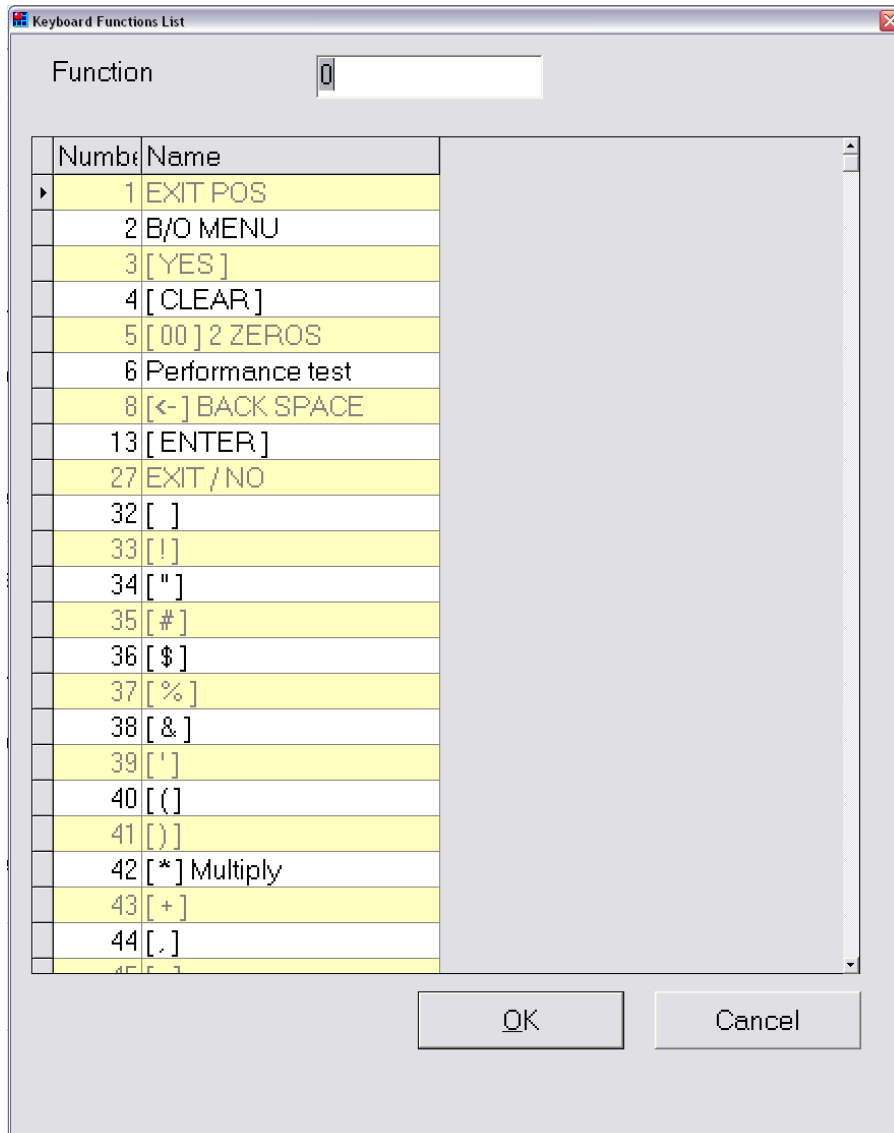 Keyboard Functions List
Function 0
Numbe Name
1 EXIT POS
2 B/O MENU
3 [ YES ]
4 [ CLEAR ]
5 [ 00 ] 2 ZEROS
6 Performance test
8 [<- ] BACK SPACE
13 [ ENTER ]
27 EXIT / NO
32 [  ]
33 [ ! ]
34 [ " ]
35 [ # ]
36 [ $ ]
37 [ % ]
38 [ & ]
39 [ ' ]
40 [ ( ]
41 [ ) ]
42 [ * ] Multiply
43 [ + ]
44 [ , ]
OK Cancel